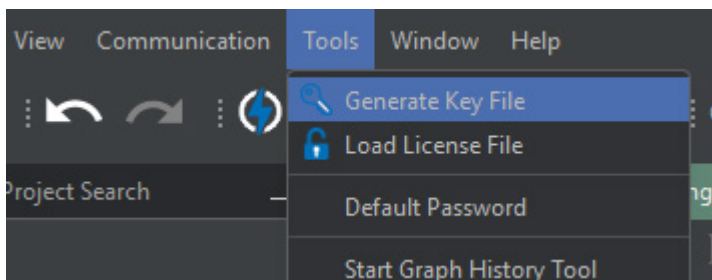 View Communication Tools Window Help
Generate Key File
Load License File
Project Search
Default Password
Start Graph History Tool